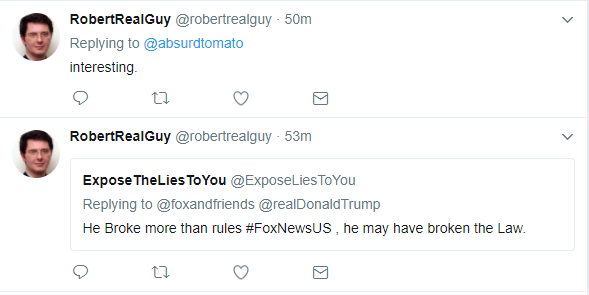 RobertRealGuy @robertrealguy · 50m
Replying to @absurdtomato
interesting.
RobertRealGuy @robertrealguy · 53m
ExposeTheLiesToYou @ExposeLiesToYou
Replying to @foxandfriends @realDonaldTrump
He Broke more than rules #FoxNewsUS , he may have broken the Law.